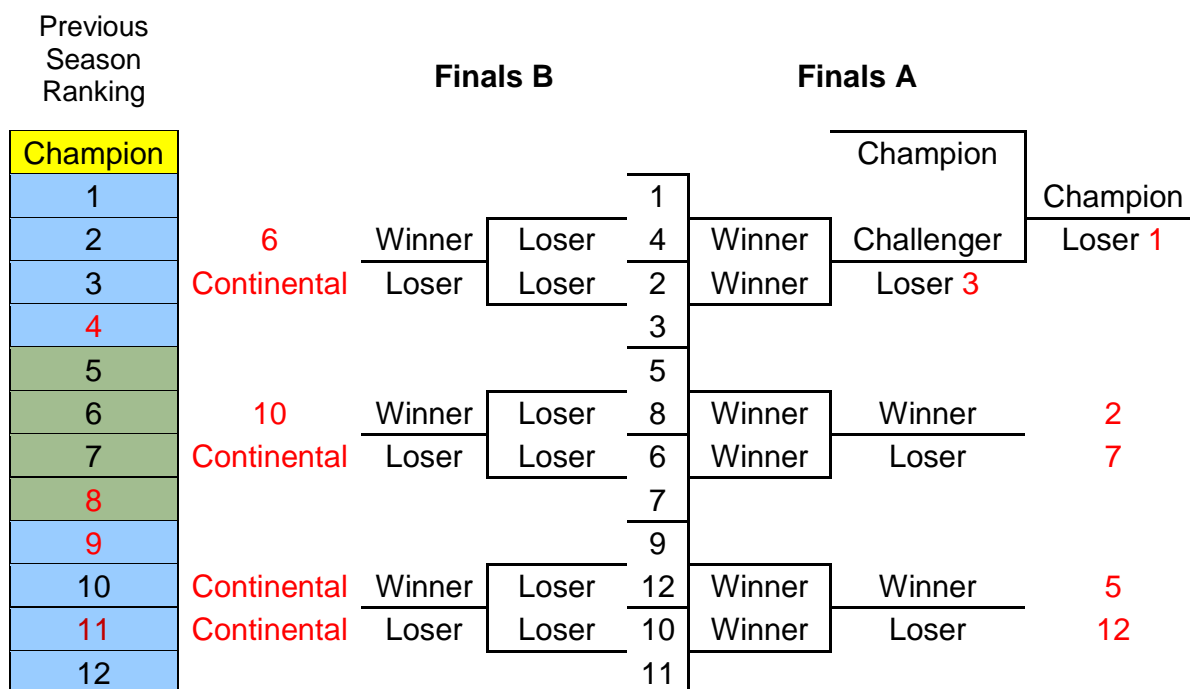 Previous
Season
Ranking
Finals B Finals A
Champion Champion
1 1 Champion
2 6 Winner Loser 4 Winner Challenger Loser 1
3 Continental Loser Loser 2 Winner Loser 3
4 3
5 5
6 10 Winner Loser 8 Winner Winner 2
7 Continental Loser Loser 6 Winner Loser 7
8 7
9 9
10 Continental Winner Loser 12 Winner Winner 5
11 Continental Loser Loser 10 Winner Loser 12
12 11